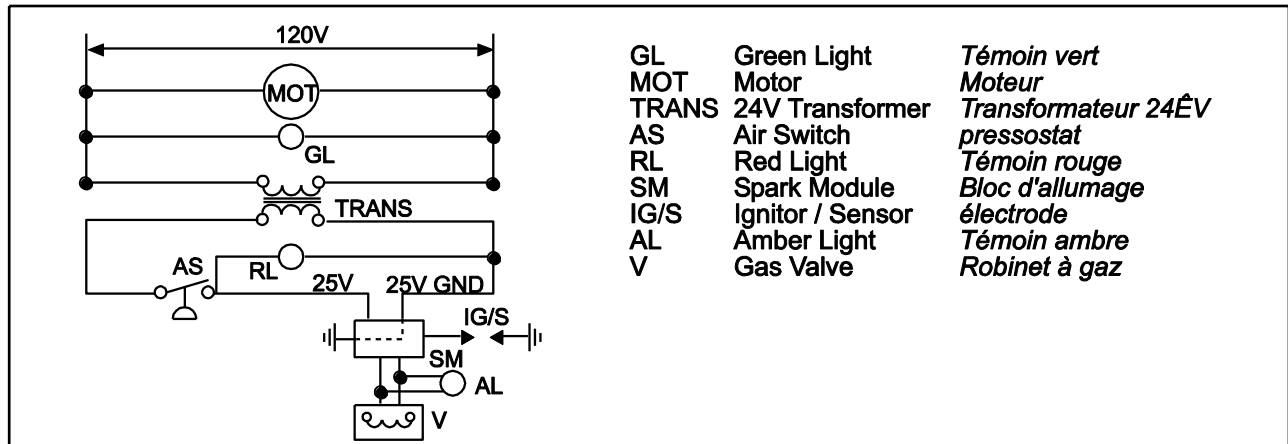 120V
MOT
GL
TRANS
AS
RL
25V
25V GND
IG/S
SM
AL
V
GL Green Light Témoin vert
MOT Motor Moteur
TRANS 24V Transformer Transformateur 24ÊV
AS Air Switch pressostat
RL Red Light Témoin rouge
SM Spark Module Bloc d'allumage
IG/S Ignitor / Sensor électrode
AL Amber Light Témoin ambre
V Gas Valve Robinet à gaz